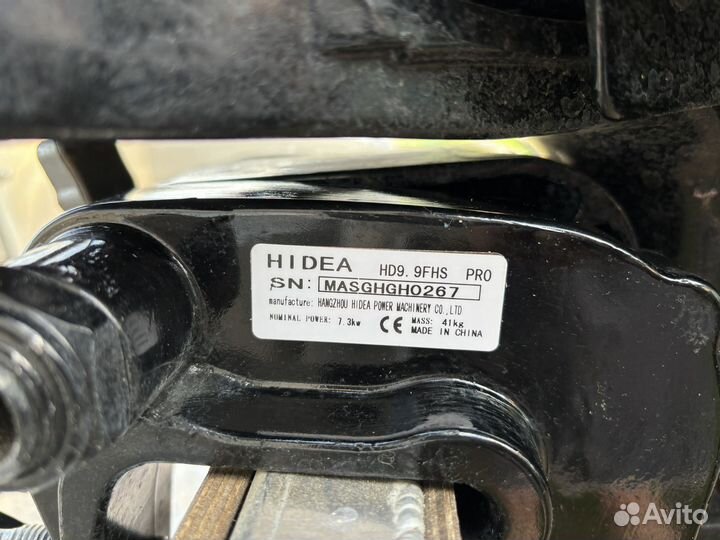 HIDEA HD9.9FHS PRO
SN: MASGHGH0267
manufacture: HANGZHOU HIDEA POWER MACHINERY CO.,LTD
NOMINAL POWER: 7.3kw CE MASS: 41kg
MADE IN CHINA
Avito